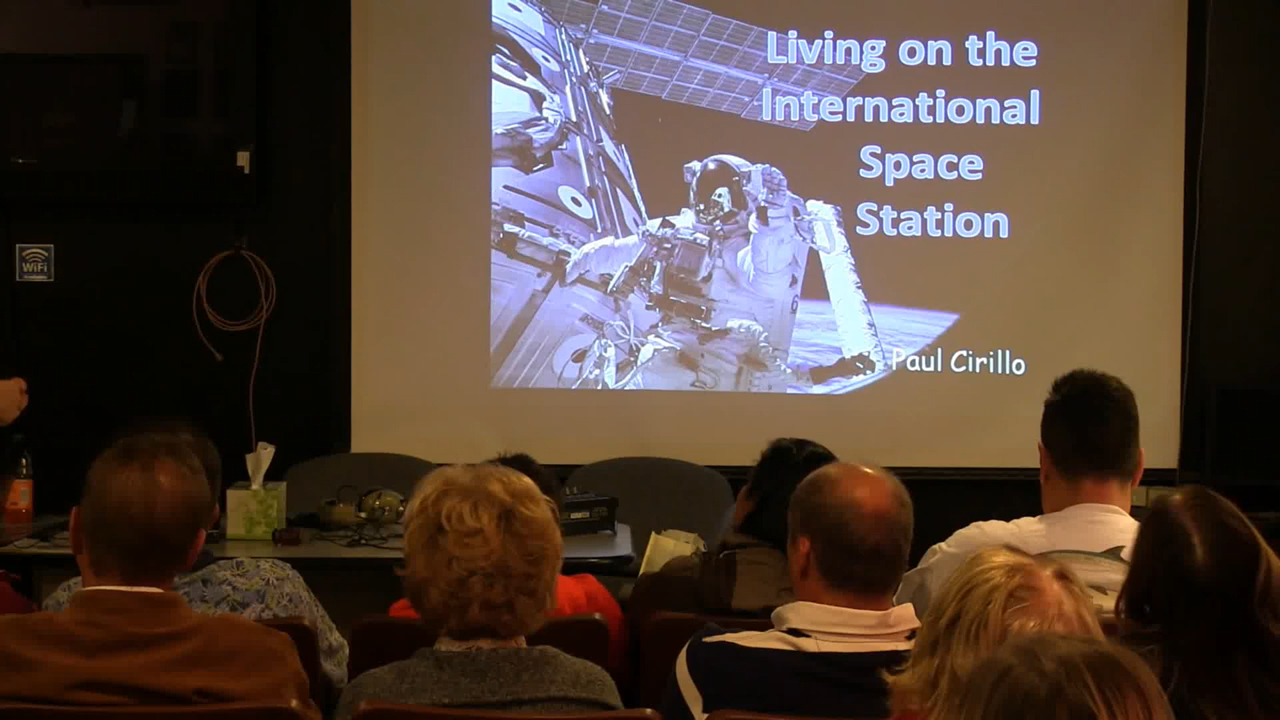 Living on the
International
Space
Station
Paul Cirillo
WiFi